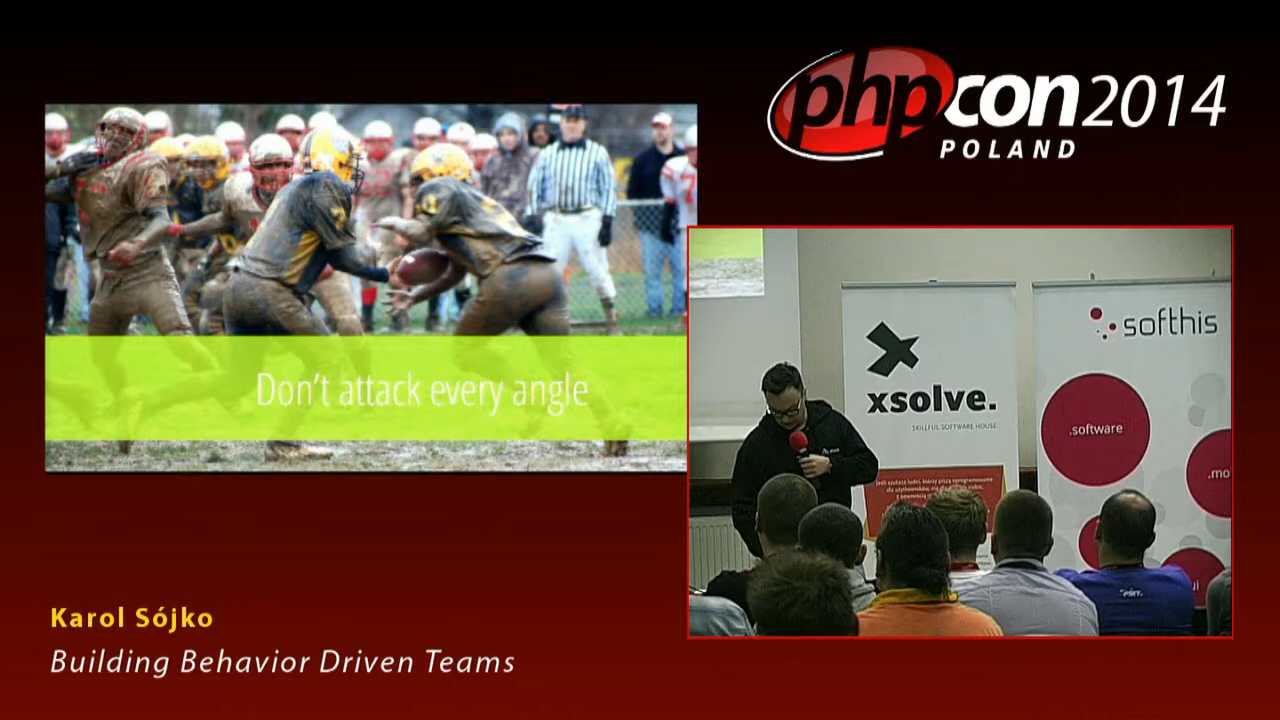 phpcon2014
POLAND
Don't attack every angle
xsolve.
SKILLFUL SOFTWARE HOUSE
softhis
.software
.mo
Karol Sójko
Building Behavior Driven Teams